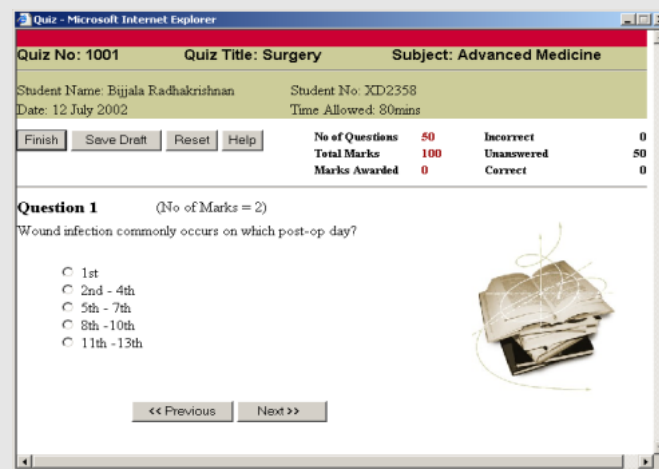 Quiz - Microsoft Internet Explorer
Quiz No: 1001 Quiz Title: Surgery Subject: Advanced Medicine
Student Name: Bijjala Radhakrishnan Student No: XD2358
Date: 12 July 2002 Time Allowed: 80mins
Finish Save Draft Reset Help
No of Questions 50 Incorrect 0
Total Marks 100 Unanswered 50
Marks Awarded 0 Correct 0
Question 1 (No of Marks = 2)
Wound infection commonly occurs on which post-op day?
1st
2nd - 4th
5th - 7th
8th -10th
11th -13th
<< Previous Next >>